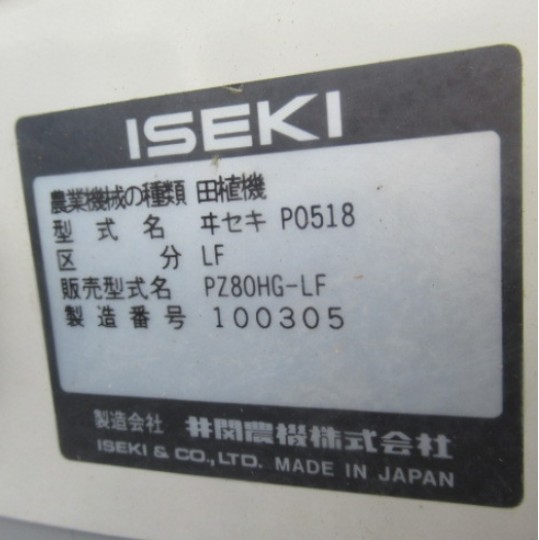 ISEKI
農業機械の種類 田植機
型式名 ヰセキ P0518
区分 LF
販売型式名 PZ80HG-LF
製造番号 100305
製造会社 井関農機株式会社
ISEKI & CO., LTD. MADE IN JAPAN